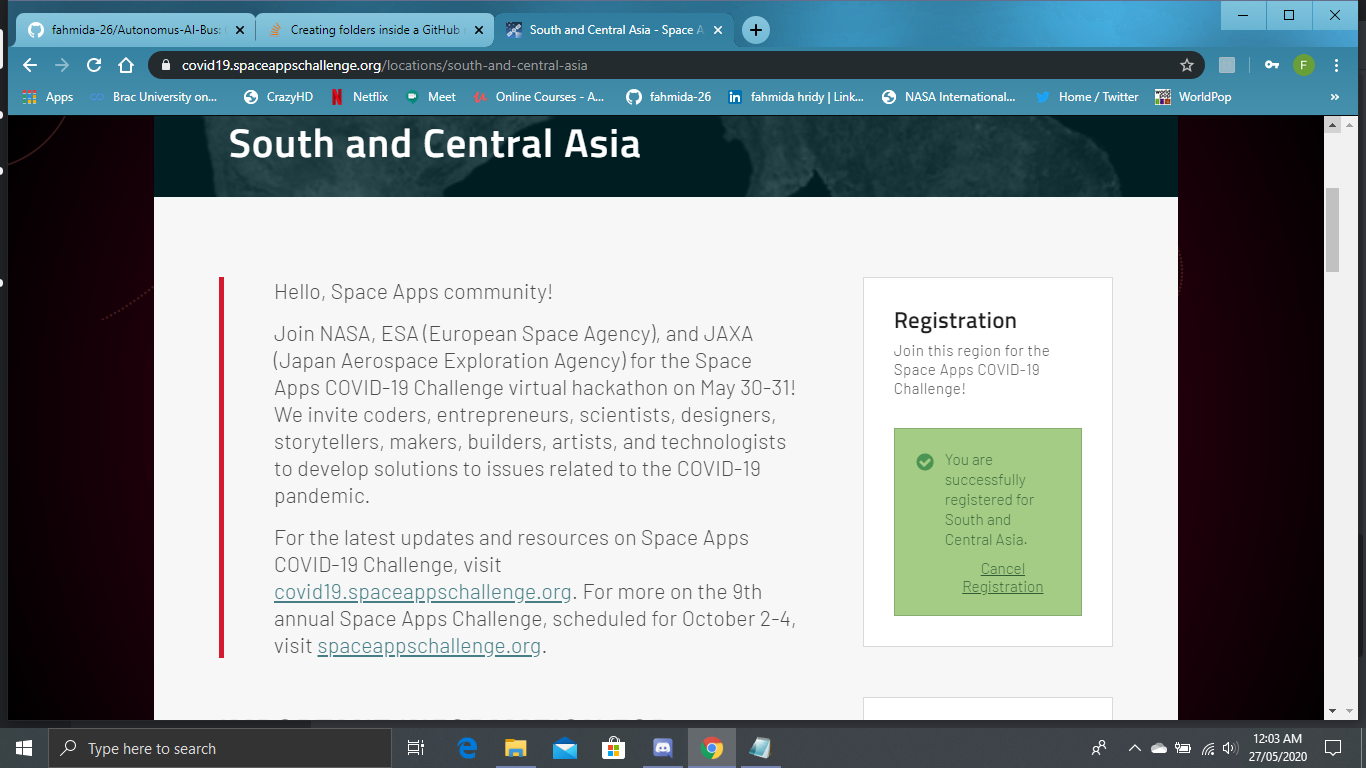 fahmida-26/Autonomus-AI-Bus:
Creating folders inside a GitHub
South and Central Asia - Space A
covid19.spaceappschallenge.org/locations/south-and-central-asia
F
Apps
Brac University on...
CrazyHD
Netflix
Meet
Online Courses - A...
fahmida-26
fahmida hridy | Link...
NASA International...
Home / Twitter
WorldPop
»
South and Central Asia
Hello, Space Apps community!
Join NASA, ESA (European Space Agency), and JAXA
(Japan Aerospace Exploration Agency) for the Space
Apps COVID-19 Challenge virtual hackathon on May 30-31!
We invite coders, entrepreneurs, scientists, designers,
storytellers, makers, builders, artists, and technologists
to develop solutions to issues related to the COVID-19
pandemic.
For the latest updates and resources on Space Apps
COVID-19 Challenge, visit
covid19.spaceappschallenge.org. For more on the 9th
annual Space Apps Challenge, scheduled for October 2-4,
visit spaceappschallenge.org.
Registration
Join this region for the
Space Apps COVID-19
Challenge!
You are
successfully
registered for
South and
Central Asia.
Cancel
Registration
Type here to search
12:03 AM
27/05/2020